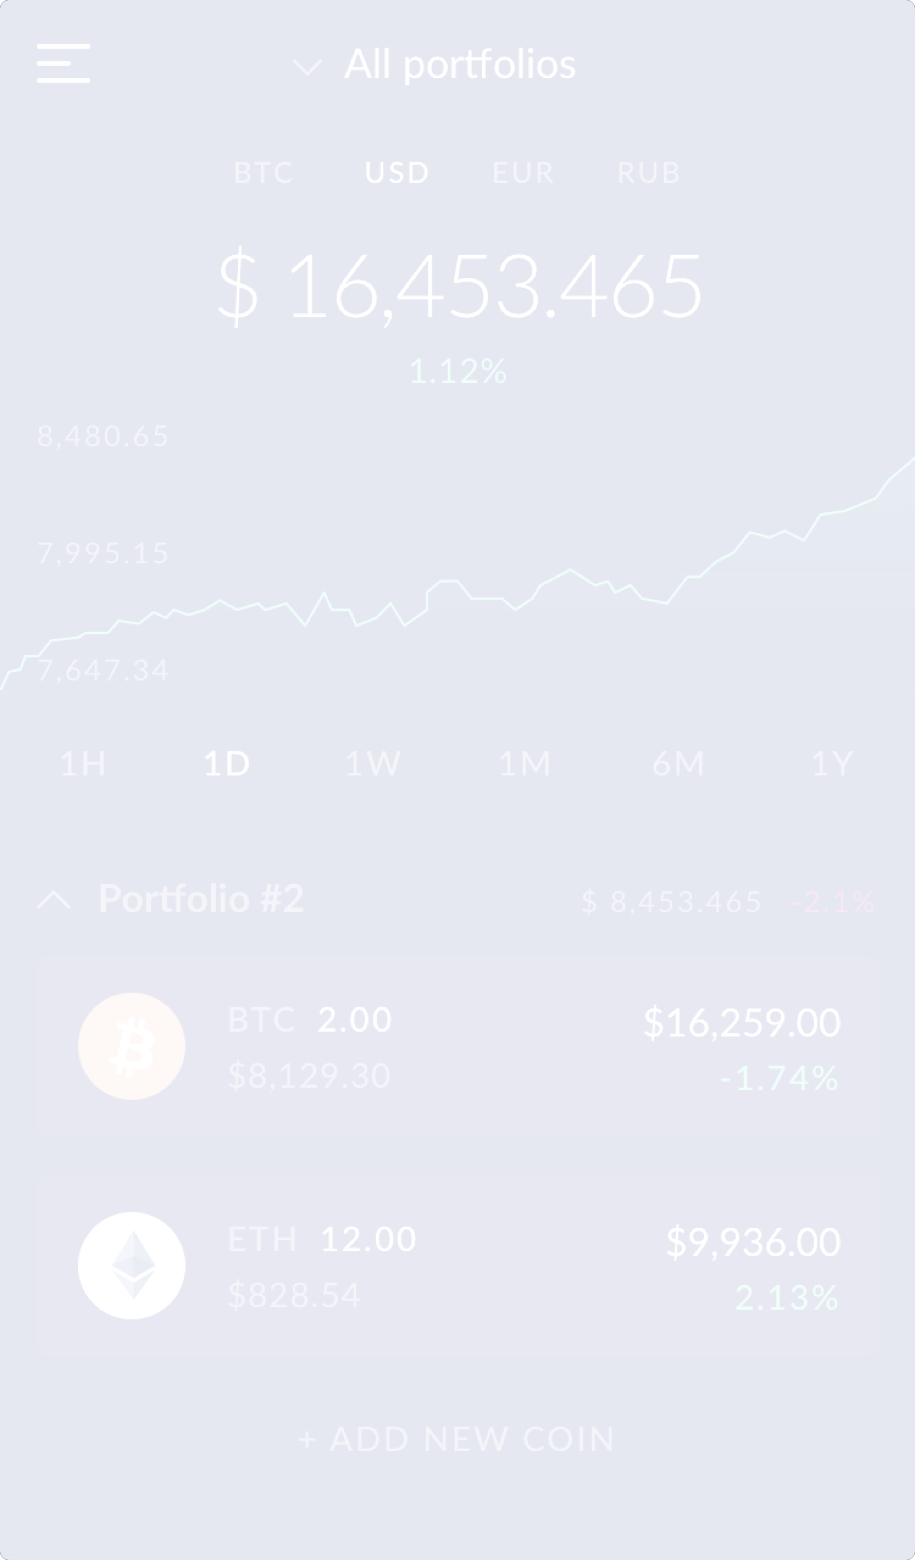 All portfolios
BTC USD EUR RUB
$ 16,453.465
1.12%
8,480.65
7,995.15
7,647.34
1H 1D 1W 1M 6M 1Y
Portfolio #2 $ 8,453.465 -2.1%
BTC 2.00 $16,259.00
$8,129.30 -1.74%
ETH 12.00 $9,936.00
$828.54 2.13%
+ ADD NEW COIN